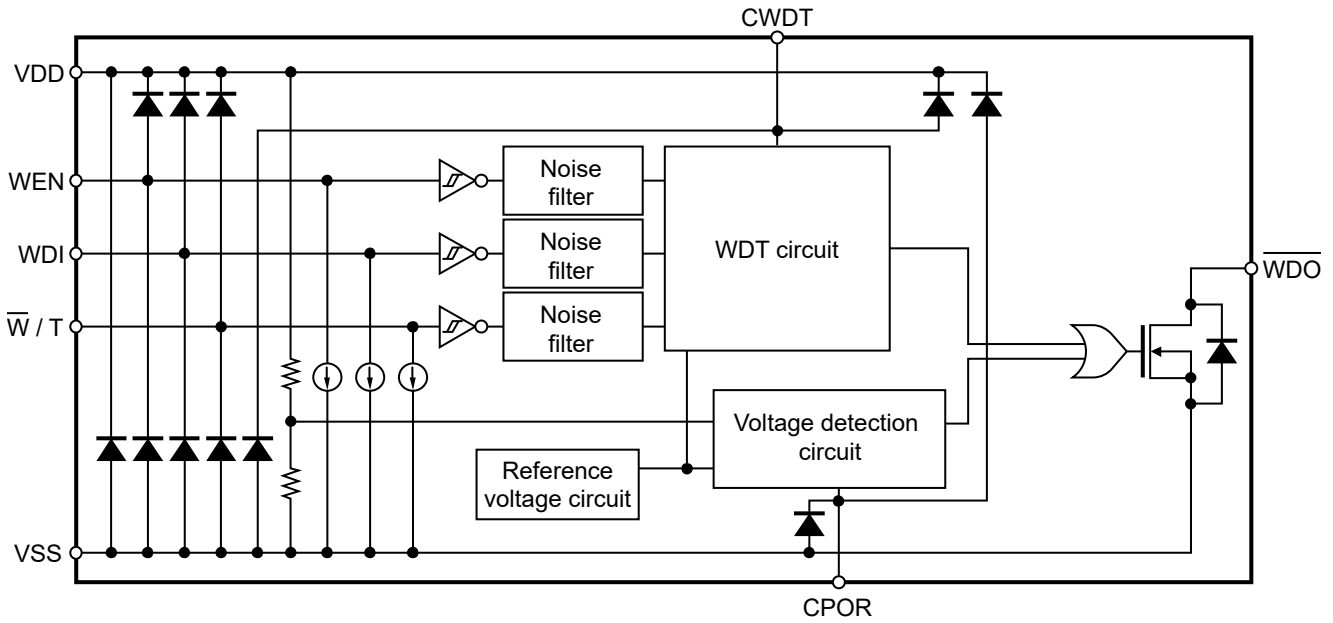 CWDT
VDD
WEN
Noise
filter
WDI
Noise
filter
WDT circuit
W̅D̅O̅
W̅ / T
Noise
filter
Voltage detection
circuit
Reference
voltage circuit
VSS
CPOR